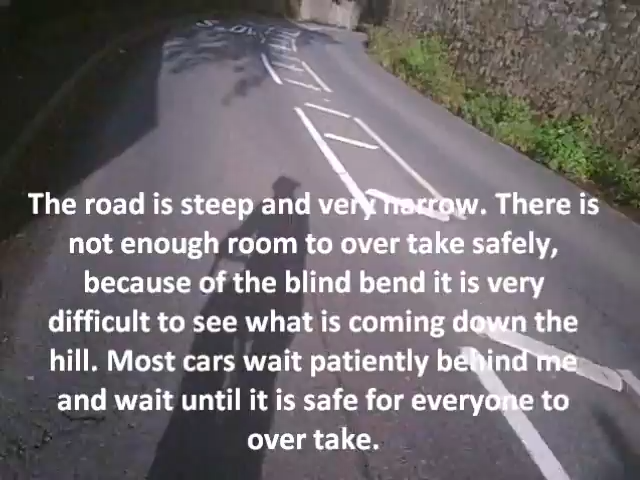 The road is steep and very narrow. There is
not enough room to over take safely,
because of the blind bend it is very
difficult to see what is coming down the
hill. Most cars wait patiently behind me
and wait until it is safe for everyone to
over take.